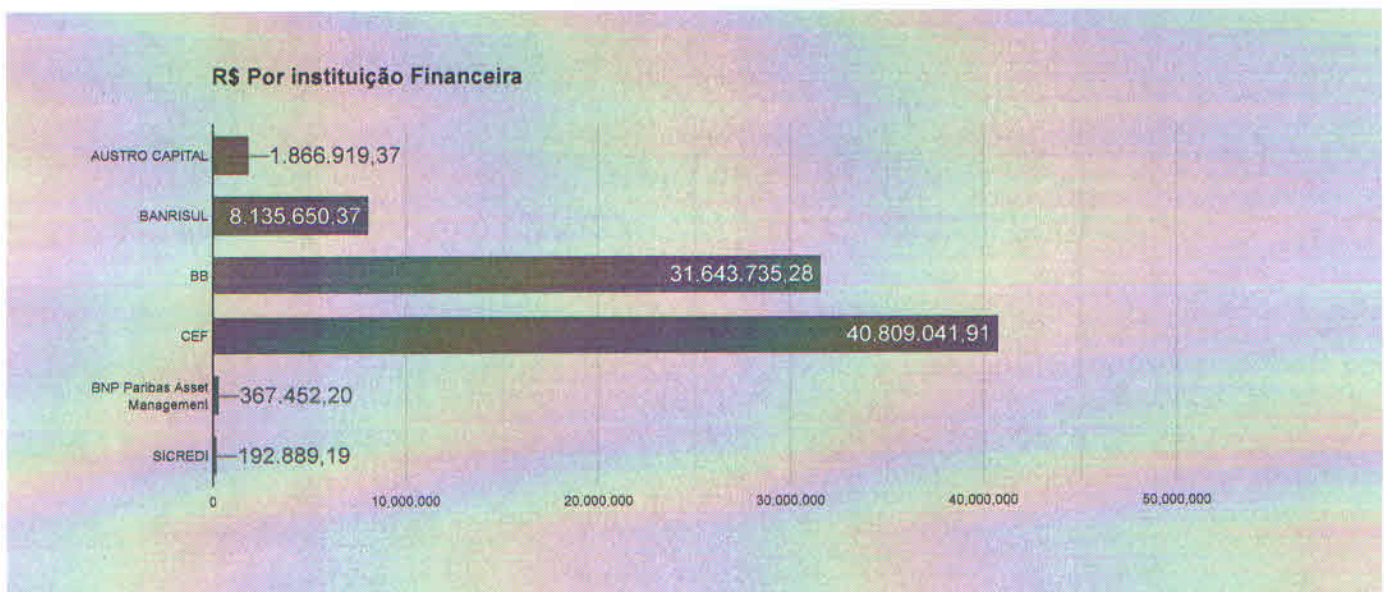 R$ Por instituição Financeira
AUSTRO CAPITAL
1.866.919,37
BANRISUL
8.135.650,37
BB
31.643.735,28
CEF
40.809.041,91
BNP Paribas Asset
Management
367.452,20
SICREDI
192.889,19
0
10,000,000
20,000,000
30,000,000
40,000,000
50,000,000